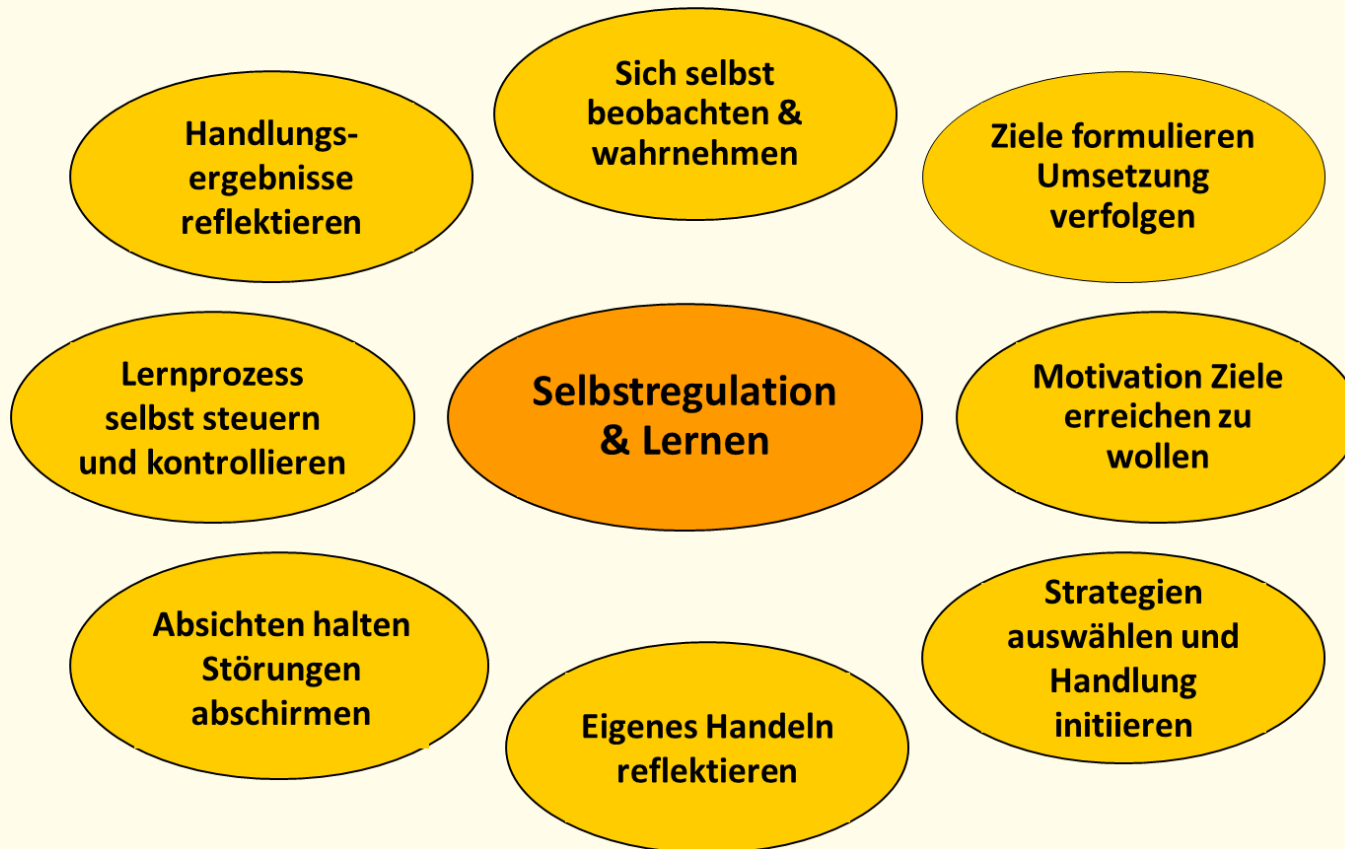 Sich selbst
beobachten &
wahrnehmen
Handlungs-
ergebnisse
reflektieren
Ziele formulieren
Umsetzung
verfolgen
Lernprozess
selbst steuern
und kontrollieren
Selbstregulation
& Lernen
Motivation Ziele
erreichen zu
wollen
Absichten halten
Störungen
abschirmen
Eigenes Handeln
reflektieren
Strategien
auswählen und
Handlung
initiieren